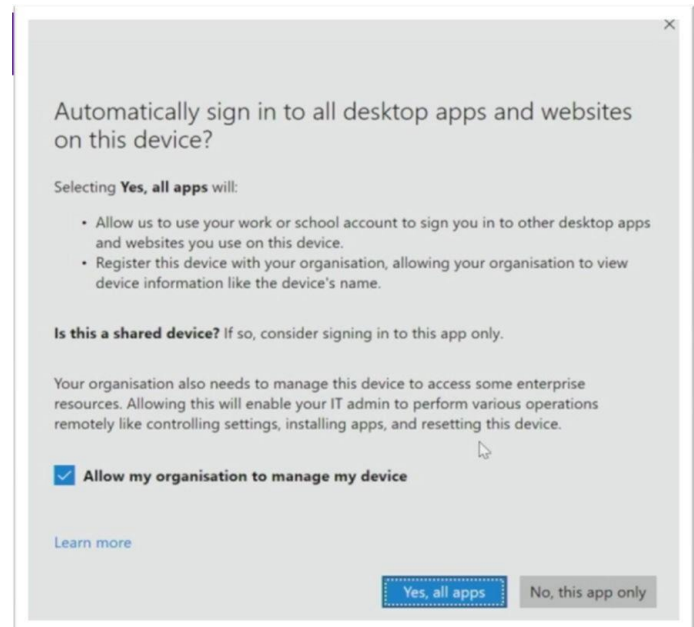 Automatically sign in to all desktop apps and websites
on this device?
Selecting Yes, all apps will:
• Allow us to use your work or school account to sign you in to other desktop apps
and websites you use on this device.
• Register this device with your organisation, allowing your organisation to view
device information like the device's name.
Is this a shared device? If so, consider signing in to this app only.
Your organisation also needs to manage this device to access some enterprise
resources. Allowing this will enable your IT admin to perform various operations
remotely like controlling settings, installing apps, and resetting this device.
Allow my organisation to manage my device
Learn more
Yes, all apps No, this app only